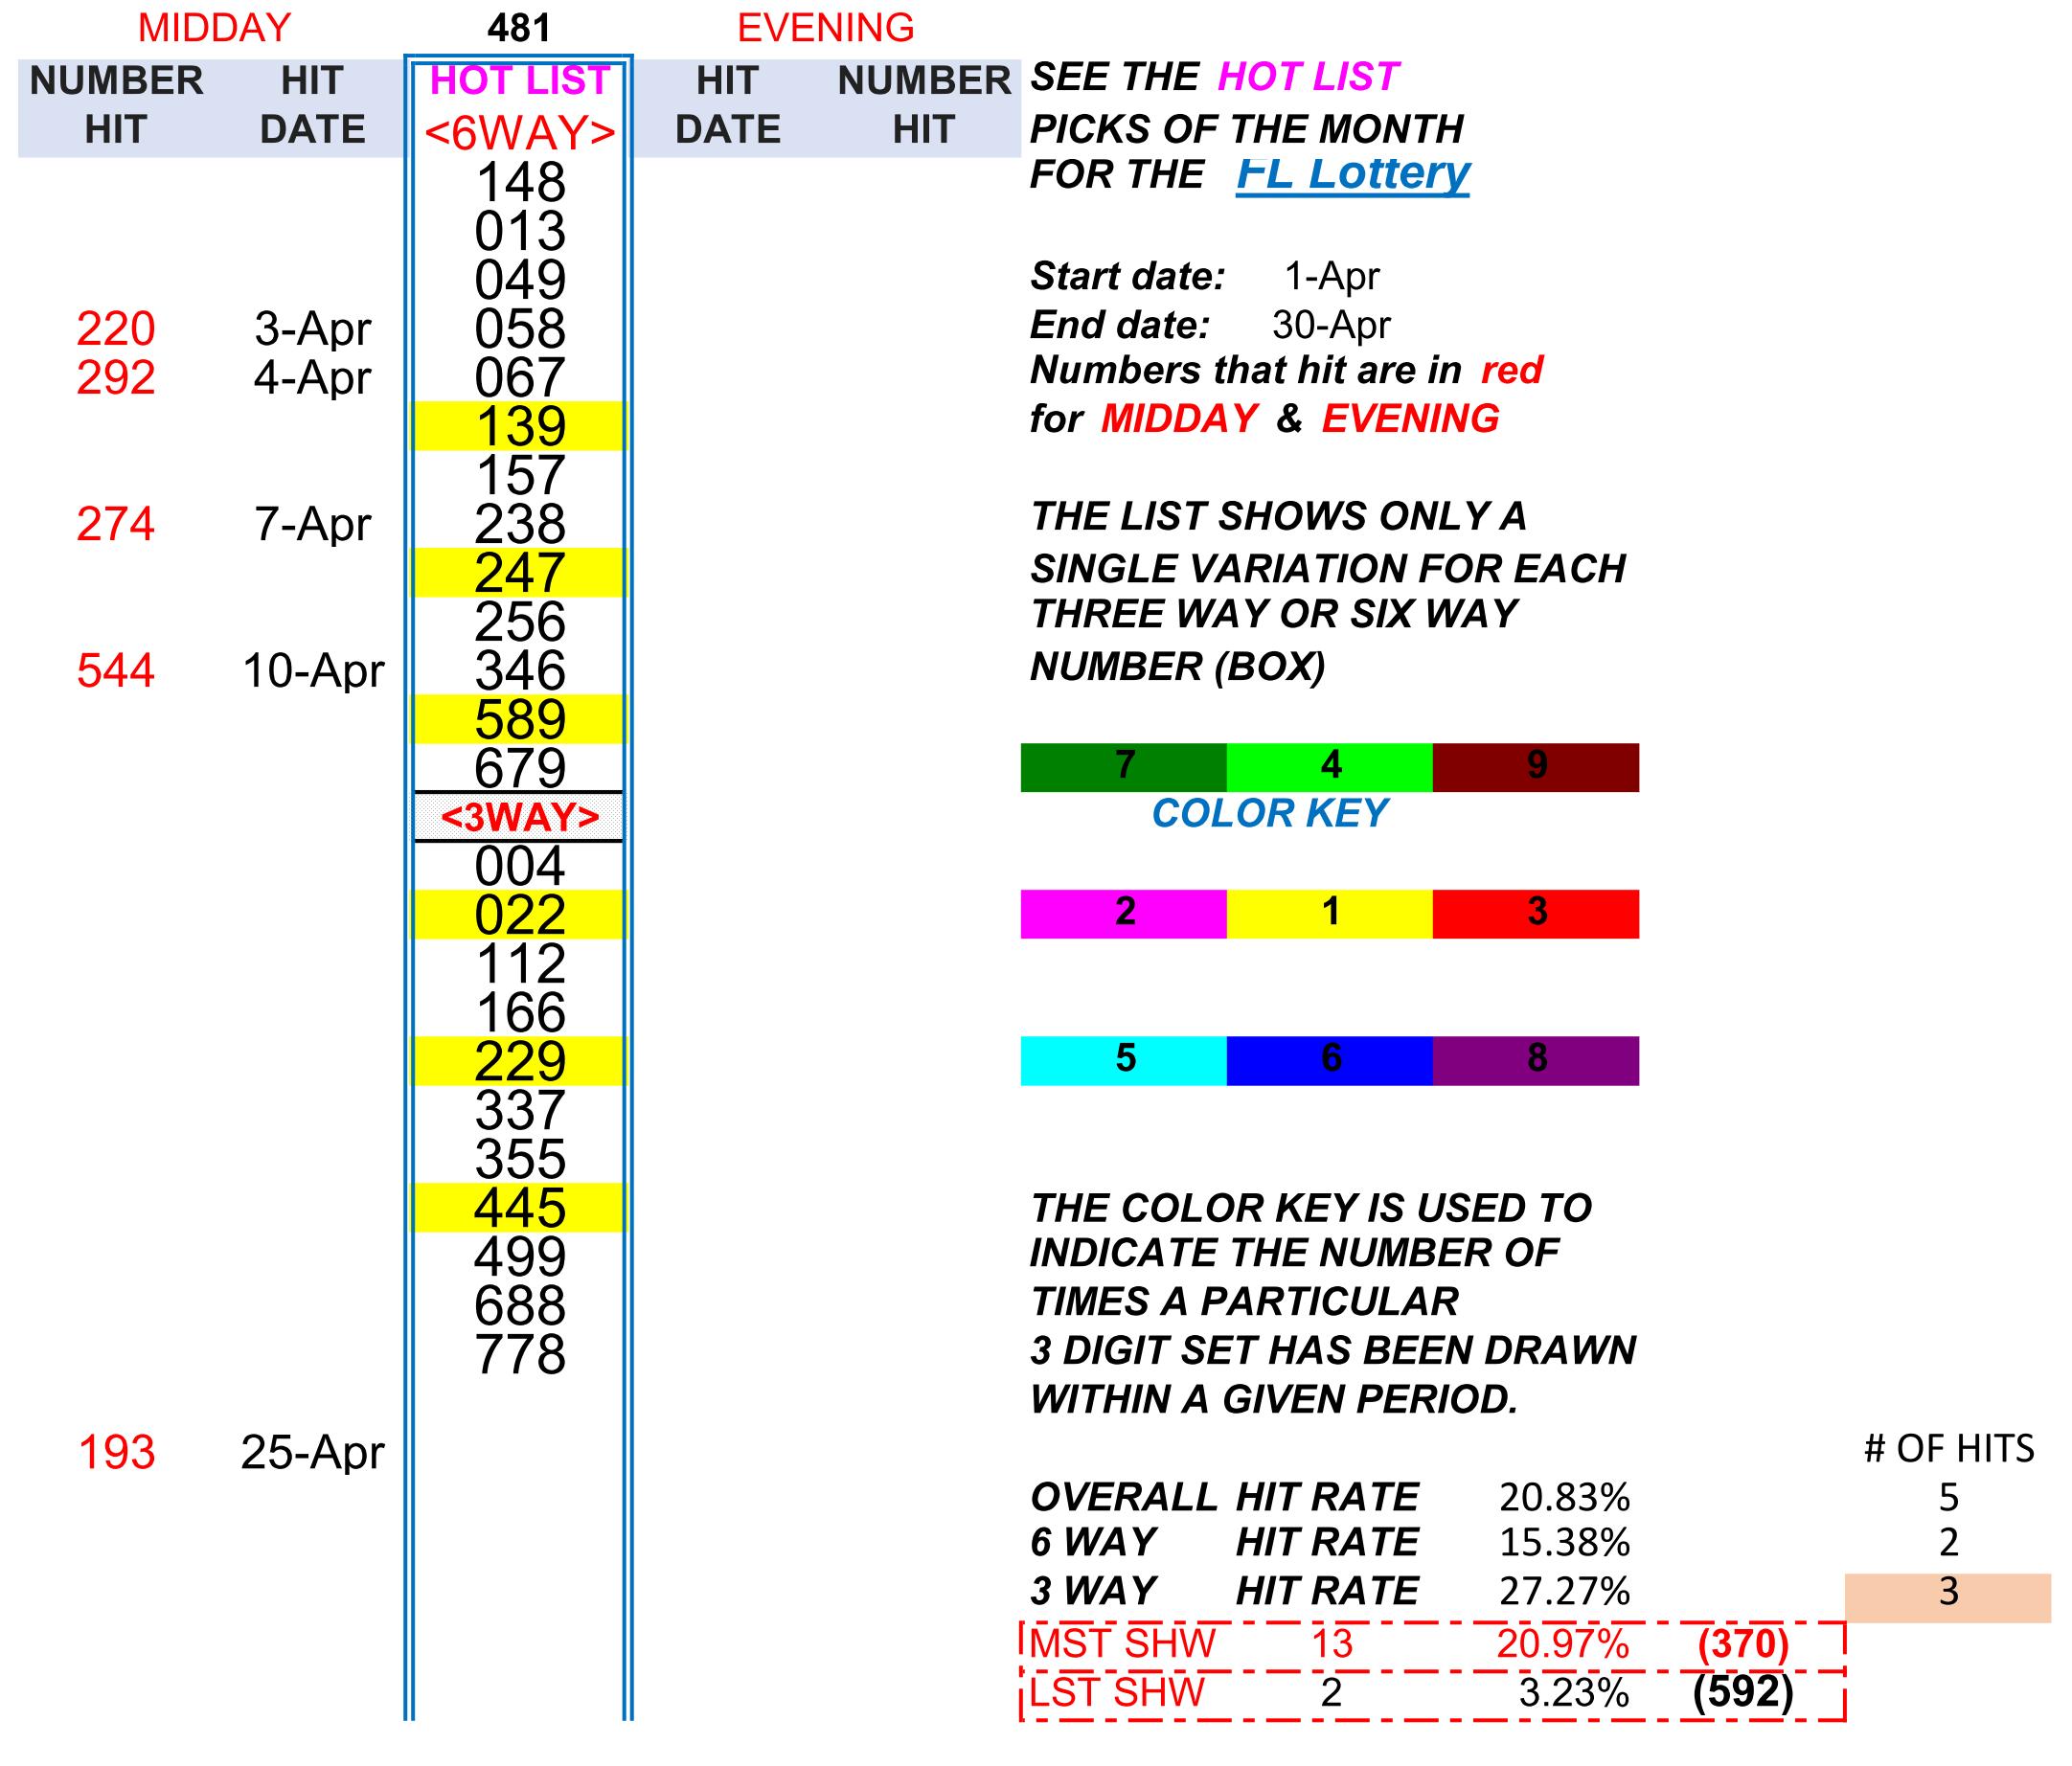 MIDDAY 481 EVENING
NUMBER HIT HOT LIST HIT NUMBER SEE THE HOT LIST
HIT DATE <6WAY> DATE HIT PICKS OF THE MONTH
148 FOR THE FL Lottery
013
049 Start date: 1-Apr
220 3-Apr 058 End date: 30-Apr
292 4-Apr 067 Numbers that hit are in red
139 for MIDDAY & EVENING
157
274 7-Apr 238 THE LIST SHOWS ONLY A
247 SINGLE VARIATION FOR EACH
256 THREE WAY OR SIX WAY
544 10-Apr 346 NUMBER (BOX)
589
679 7 4 9
<3WAY> COLOR KEY
004
022 2 1 3
112
166
229 5 6 8
337
355
445 THE COLOR KEY IS USED TO
499 INDICATE THE NUMBER OF
688 TIMES A PARTICULAR
778 3 DIGIT SET HAS BEEN DRAWN
WITHIN A GIVEN PERIOD.
193 25-Apr # OF HITS
OVERALL HIT RATE 20.83% 5
6 WAY HIT RATE 15.38% 2
3 WAY HIT RATE 27.27% 3
MST SHW 13 20.97% (370)
LST SHW 2 3.23% (592)